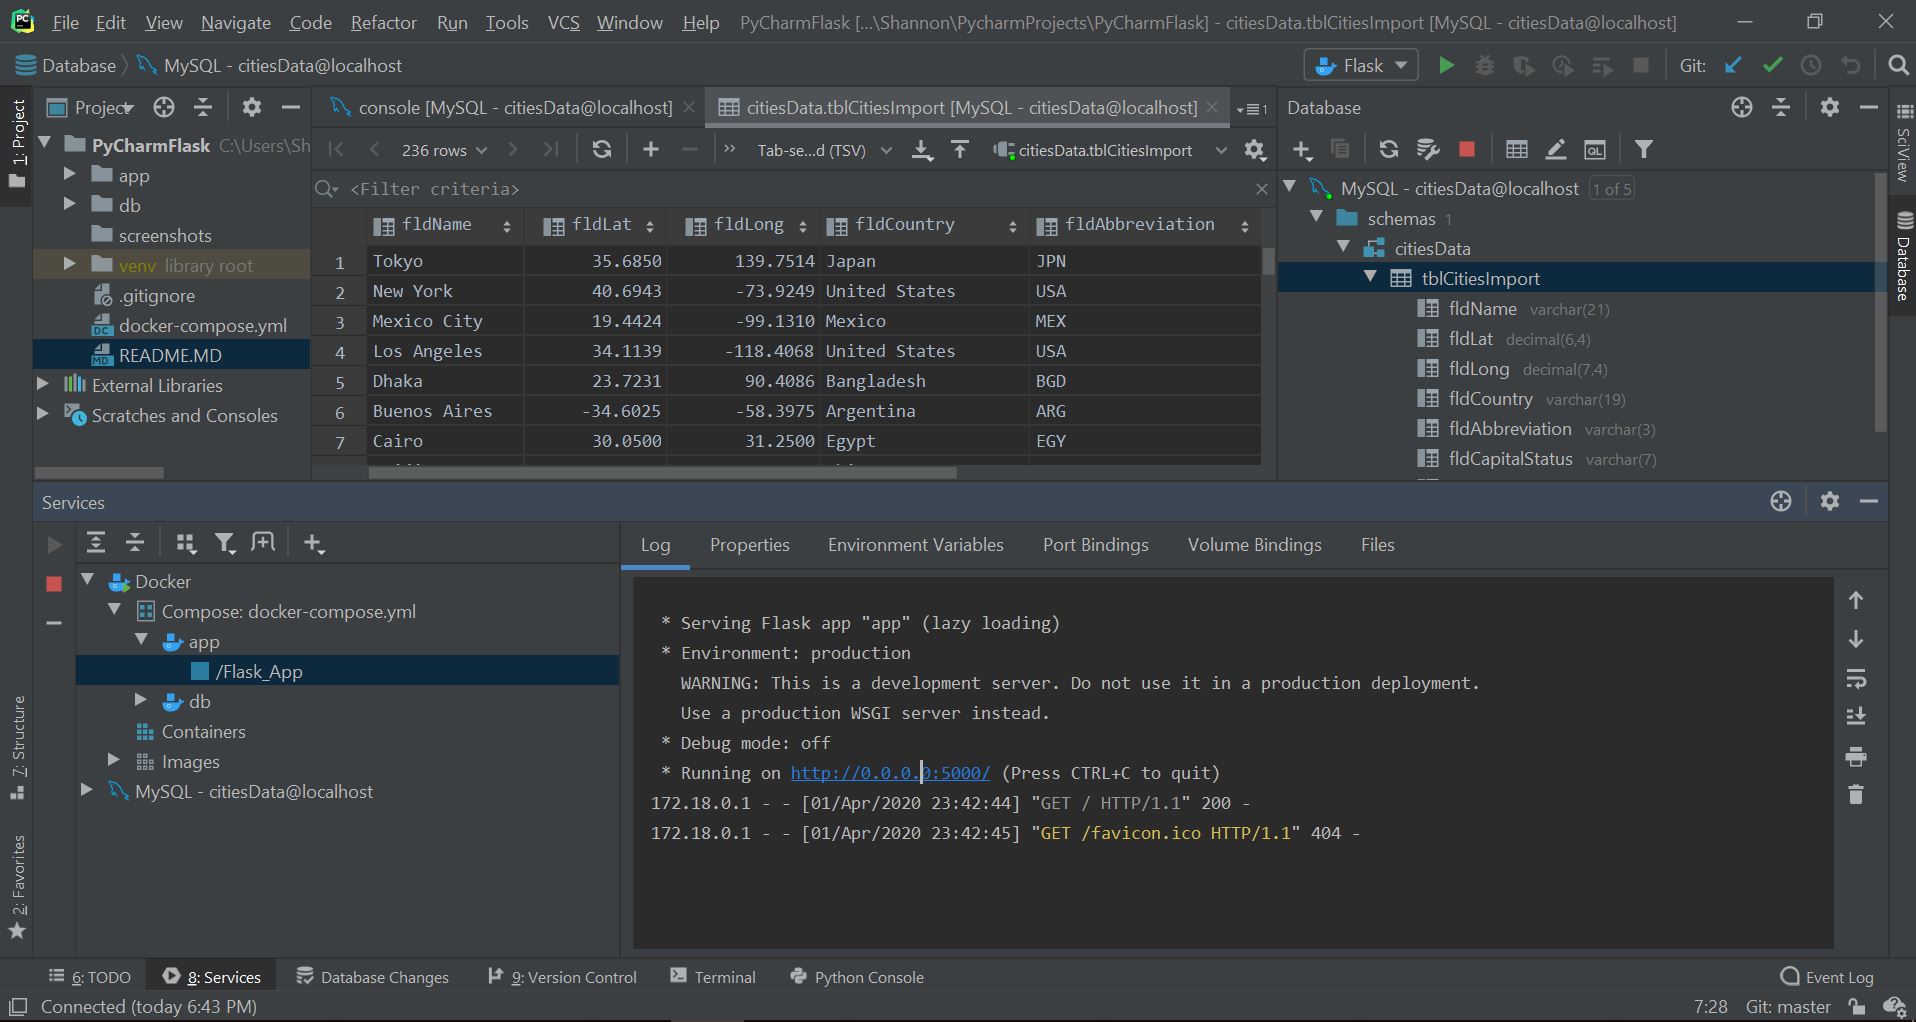 PC File Edit View Navigate Code Refactor Run Tools VCS Window Help PyCharmFlask [...\Shannon\PycharmProjects\PyCharmFlask] - citiesData.tblCitiesImport [MySQL - citiesData@localhost]
Database MySQL - citiesData@localhost Flask Git:
1: Project
Project
PyCharmFlask C:\Users\Sh
app
db
screenshots
venv library root
.gitignore
docker-compose.yml
README.MD
External Libraries
Scratches and Consoles
console [MySQL - citiesData@localhost] citiesData.tblCitiesImport [MySQL - citiesData@localhost] 1
236 rows Tab-se...d (TSV) citiesData.tblCitiesImport
<Filter criteria>
fldName fldLat fldLong fldCountry fldAbbreviation
1 Tokyo 35.6850 139.7514 Japan JPN
2 New York 40.6943 -73.9249 United States USA
3 Mexico City 19.4424 -99.1310 Mexico MEX
4 Los Angeles 34.1139 -118.4068 United States USA
5 Dhaka 23.7231 90.4086 Bangladesh BGD
6 Buenos Aires -34.6025 -58.3975 Argentina ARG
7 Cairo 30.0500 31.2500 Egypt EGY
Database
QL
MySQL - citiesData@localhost 1 of 5
schemas 1
citiesData
tblCitiesImport
fldName varchar(21)
fldLat decimal(6,4)
fldLong decimal(7,4)
fldCountry varchar(19)
fldAbbreviation varchar(3)
fldCapitalStatus varchar(7)
SciView
Database
Services
Docker
Compose: docker-compose.yml
app
/Flask_App
db
Containers
Images
MySQL - citiesData@localhost
Log Properties Environment Variables Port Bindings Volume Bindings Files
* Serving Flask app "app" (lazy loading)
* Environment: production
WARNING: This is a development server. Do not use it in a production deployment.
Use a production WSGI server instead.
* Debug mode: off
* Running on http://0.0.0.0:5000/ (Press CTRL+C to quit)
172.18.0.1 - - [01/Apr/2020 23:42:44] "GET / HTTP/1.1" 200 -
172.18.0.1 - - [01/Apr/2020 23:42:45] "GET /favicon.ico HTTP/1.1" 404 -
7: Structure
2: Favorites
6: TODO 8: Services Database Changes 9: Version Control Terminal Python Console Event Log
Connected (today 6:43 PM) 7:28 Git: master